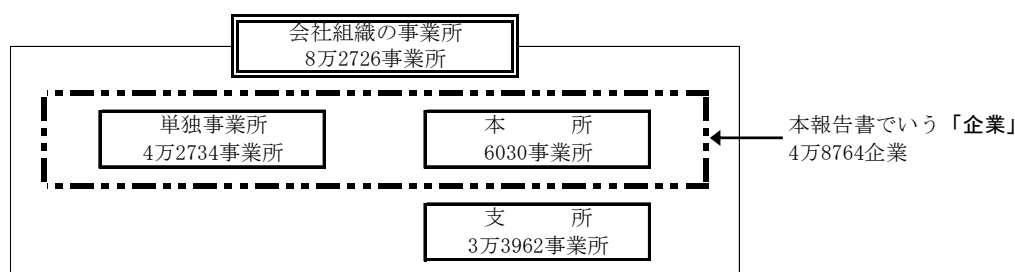 会社組織の事業所
8万2726事業所
単独事業所
4万2734事業所
本　　所
6030事業所
本報告書でいう「企業」
4万8764企業
支　　所
3万3962事業所